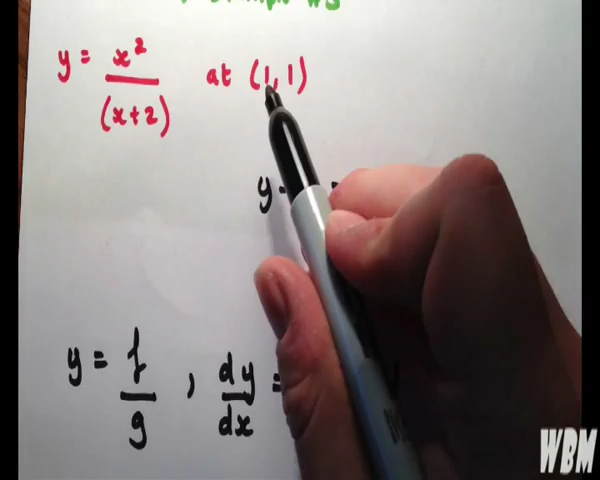 y = x² / (x+2) at (1,1)
y -
y = f / g , dy / dx =
WBM